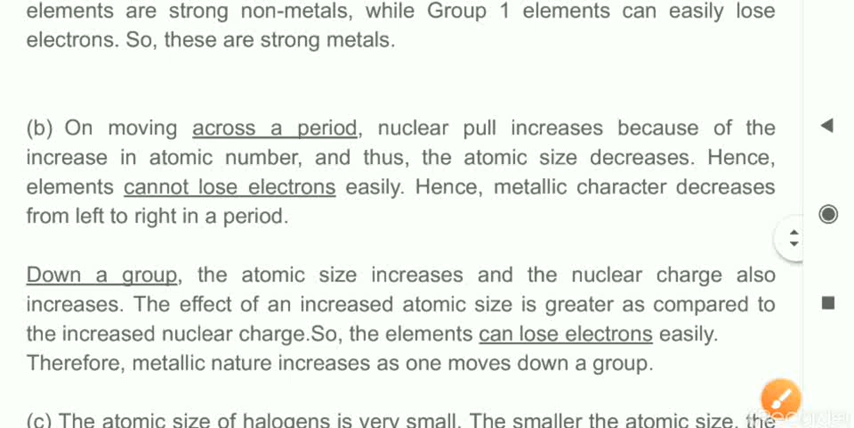 elements are strong non-metals, while Group 1 elements can easily lose
electrons. So, these are strong metals.
(b) On moving across a period, nuclear pull increases because of the
increase in atomic number, and thus, the atomic size decreases. Hence,
elements cannot lose electrons easily. Hence, metallic character decreases
from left to right in a period.
Down a group, the atomic size increases and the nuclear charge also
increases. The effect of an increased atomic size is greater as compared to
the increased nuclear charge.So, the elements can lose electrons easily.
Therefore, metallic nature increases as one moves down a group.
(c) The atomic size of halogens is very small. The smaller the atomic size, the